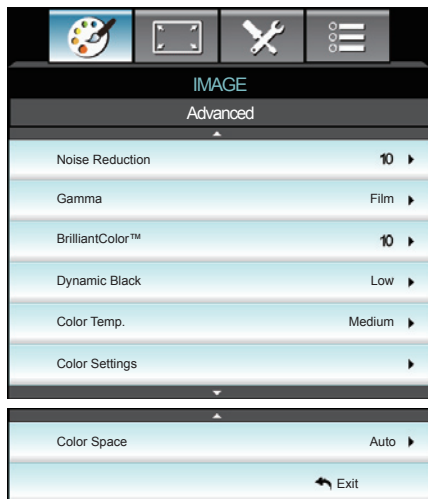 IMAGE
Advanced
Noise Reduction 10
Gamma Film
BrilliantColor™ 10
Dynamic Black Low
Color Temp. Medium
Color Settings
Color Space Auto
Exit